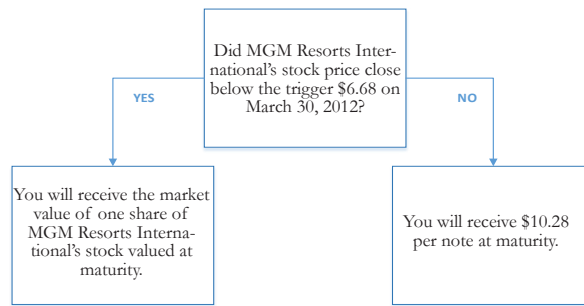 Did MGM Resorts Inter-
national's stock price close
below the trigger $6.68 on
March 30, 2012?
YES
NO
You will receive the market
value of one share of
MGM Resorts Interna-
tional's stock valued at
maturity.
You will receive $10.28
per note at maturity.